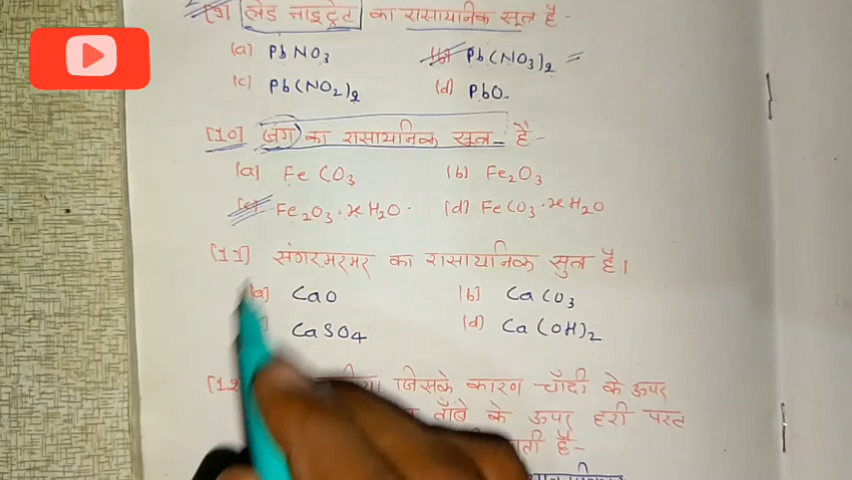 [9] लेड नाइट्रेट का रासायनिक सूत्र है -
(a) PbNO₃ (b) Pb(NO₃)₂
(c) Pb(NO₂)₂ (d) PbO.
[10] जंग का रासायनिक सूत्र है -
(a) FeCO₃ (b) Fe₂O₃
(c) Fe₂O₃·xH₂O. (d) FeCO₃·xH₂O
[11] संगरमरमर का रासायनिक सुत्र है।
(a) CaO (b) CaCO₃
CaSO₄ (d) Ca(OH)₂
जिसके कारण चाँदी के ऊपर
ताँबे के ऊपर हरी परत
है-